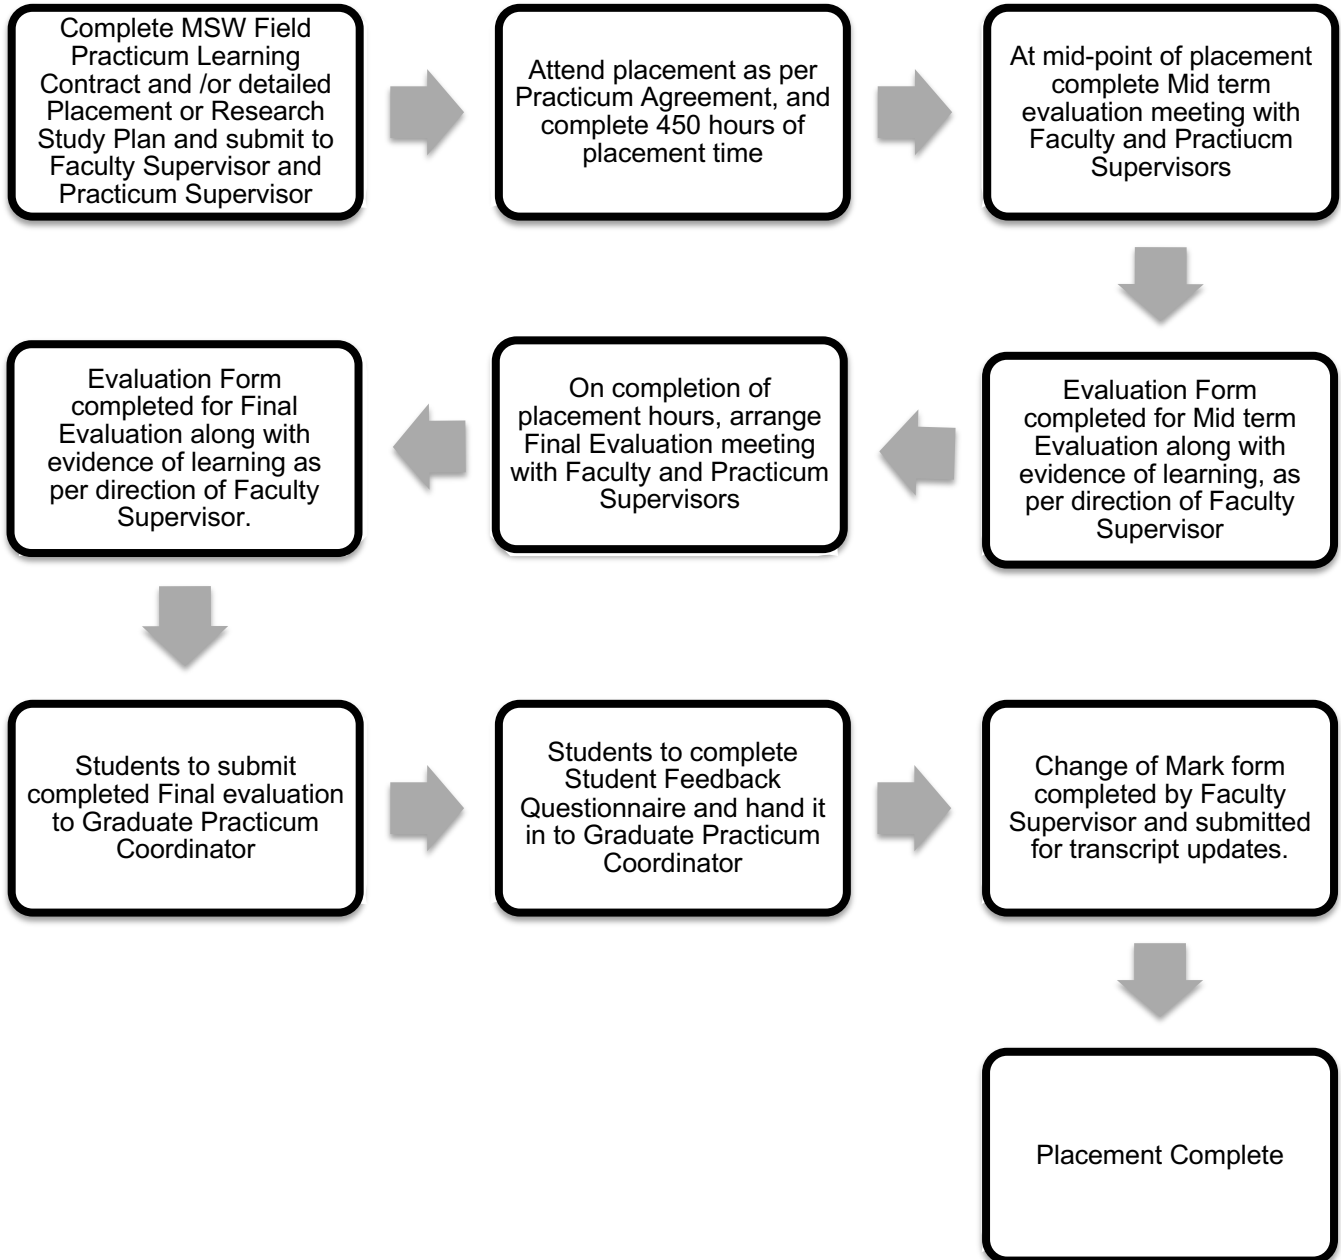 Complete MSW Field
Practicum Learning
Contract and /or detailed
Placement or Research
Study Plan and submit to
Faculty Supervisor and
Practicum Supervisor
Attend placement as per
Practicum Agreement, and
complete 450 hours of
placement time
At mid-point of placement
complete Mid term
evaluation meeting with
Faculty and Practiucm
Supervisors
Evaluation Form
completed for Mid term
Evaluation along with
evidence of learning, as
per direction of Faculty
Supervisor
On completion of
placement hours, arrange
Final Evaluation meeting
with Faculty and Practicum
Supervisors
Evaluation Form
completed for Final
Evaluation along with
evidence of learning as
per direction of Faculty
Supervisor.
Students to submit
completed Final evaluation
to Graduate Practicum
Coordinator
Students to complete
Student Feedback
Questionnaire and hand it
in to Graduate Practicum
Coordinator
Change of Mark form
completed by Faculty
Supervisor and submitted
for transcript updates.
Placement Complete